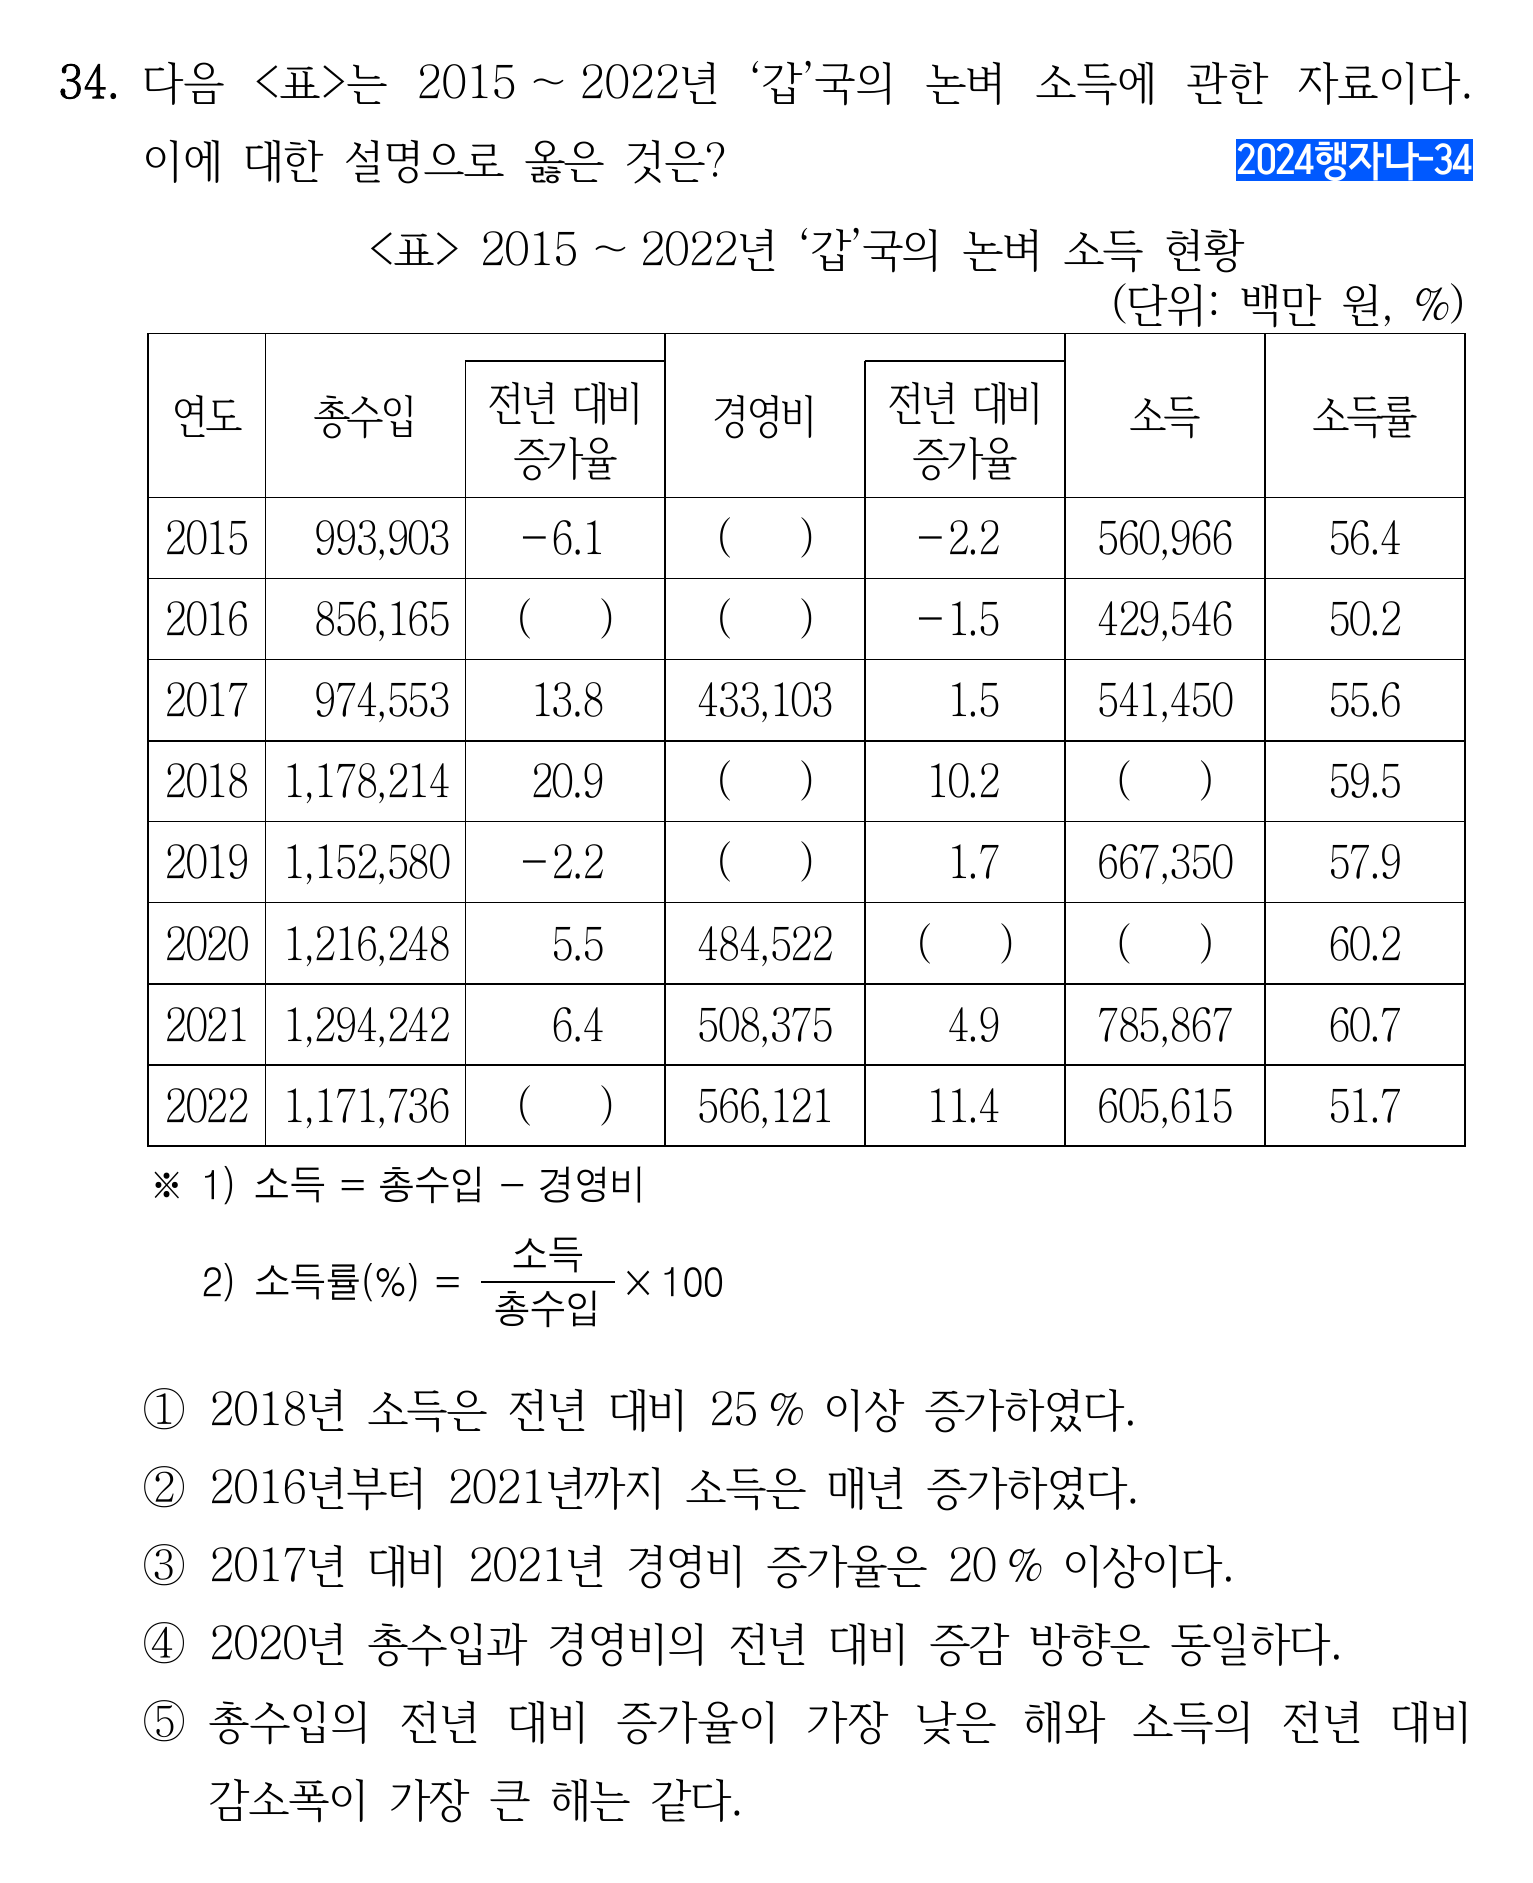 34. 다음 <표>는 2015 ~ 2022년 ‘갑’국의 논벼 소득에 관한 자료이다.
이에 대한 설명으로 옳은 것은?
2024행자나-34
<표> 2015 ~ 2022년 ‘갑’국의 논벼 소득 현황
(단위: 백만 원, %)
연도 총수입 전년 대비 증가율 경영비 전년 대비 증가율 소득 소득률
2015 993,903 -6.1 ( ) -2.2 560,966 56.4
2016 856,165 ( ) ( ) -1.5 429,546 50.2
2017 974,553 13.8 433,103 1.5 541,450 55.6
2018 1,178,214 20.9 ( ) 10.2 ( ) 59.5
2019 1,152,580 -2.2 ( ) 1.7 667,350 57.9
2020 1,216,248 5.5 484,522 ( ) ( ) 60.2
2021 1,294,242 6.4 508,375 4.9 785,867 60.7
2022 1,171,736 ( ) 566,121 11.4 605,615 51.7
※ 1) 소득 = 총수입 - 경영비
2) 소득률(%) = 소득/총수입 × 100
① 2018년 소득은 전년 대비 25 % 이상 증가하였다.
② 2016년부터 2021년까지 소득은 매년 증가하였다.
③ 2017년 대비 2021년 경영비 증가율은 20 % 이상이다.
④ 2020년 총수입과 경영비의 전년 대비 증감 방향은 동일하다.
⑤ 총수입의 전년 대비 증가율이 가장 낮은 해와 소득의 전년 대비
감소폭이 가장 큰 해는 같다.